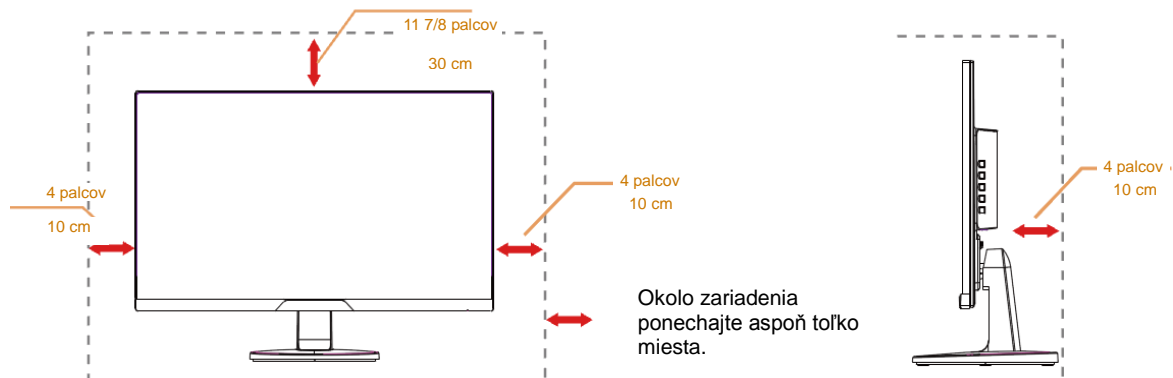 11 7/8 palcov
30 cm
4 palcov
10 cm
4 palcov
10 cm
4 palcov
10 cm
Okolo zariadenia
ponechajte aspoň toľko
miesta.